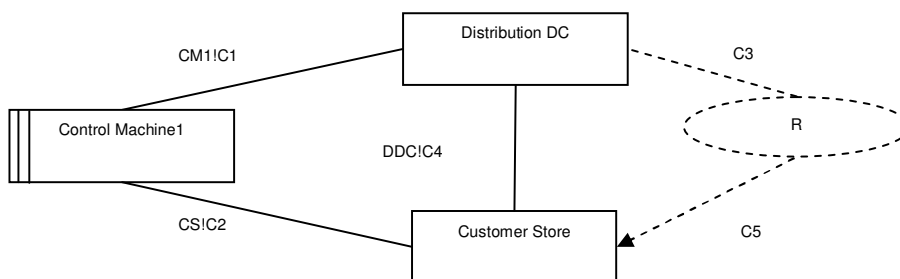 Distribution DC
CM1!C1
C3
Control Machine1
R
DDC!C4
CS!C2
Customer Store
C5